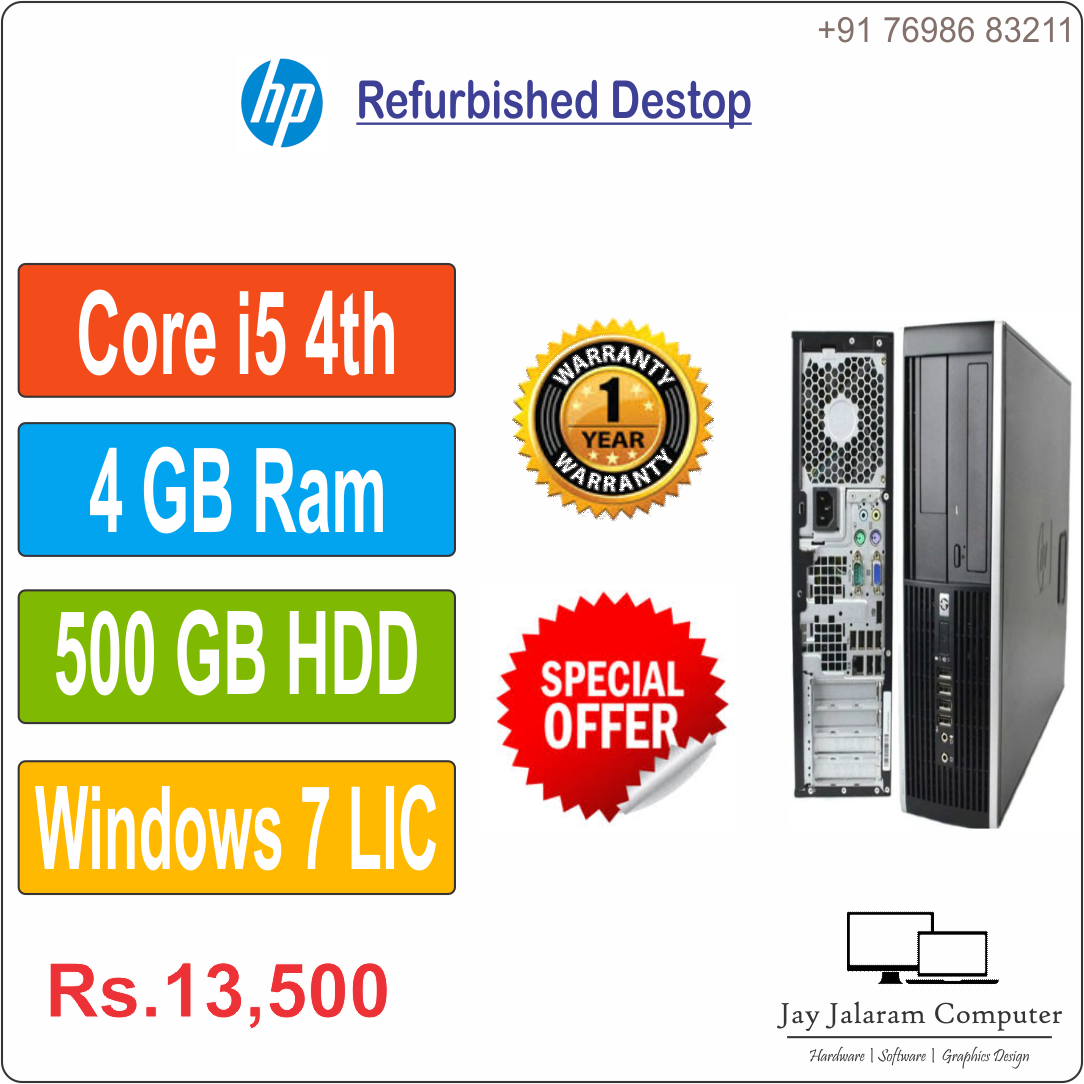 +91 76986 83211
hp
Refurbished Destop
Core i5 4th
4 GB Ram
500 GB HDD
Windows 7 LIC
WARRANTY
1
YEAR
WARRANTY
SPECIAL
OFFER
hp
Rs.13,500
Jay Jalaram Computer
Hardware | Software | Graphics Design